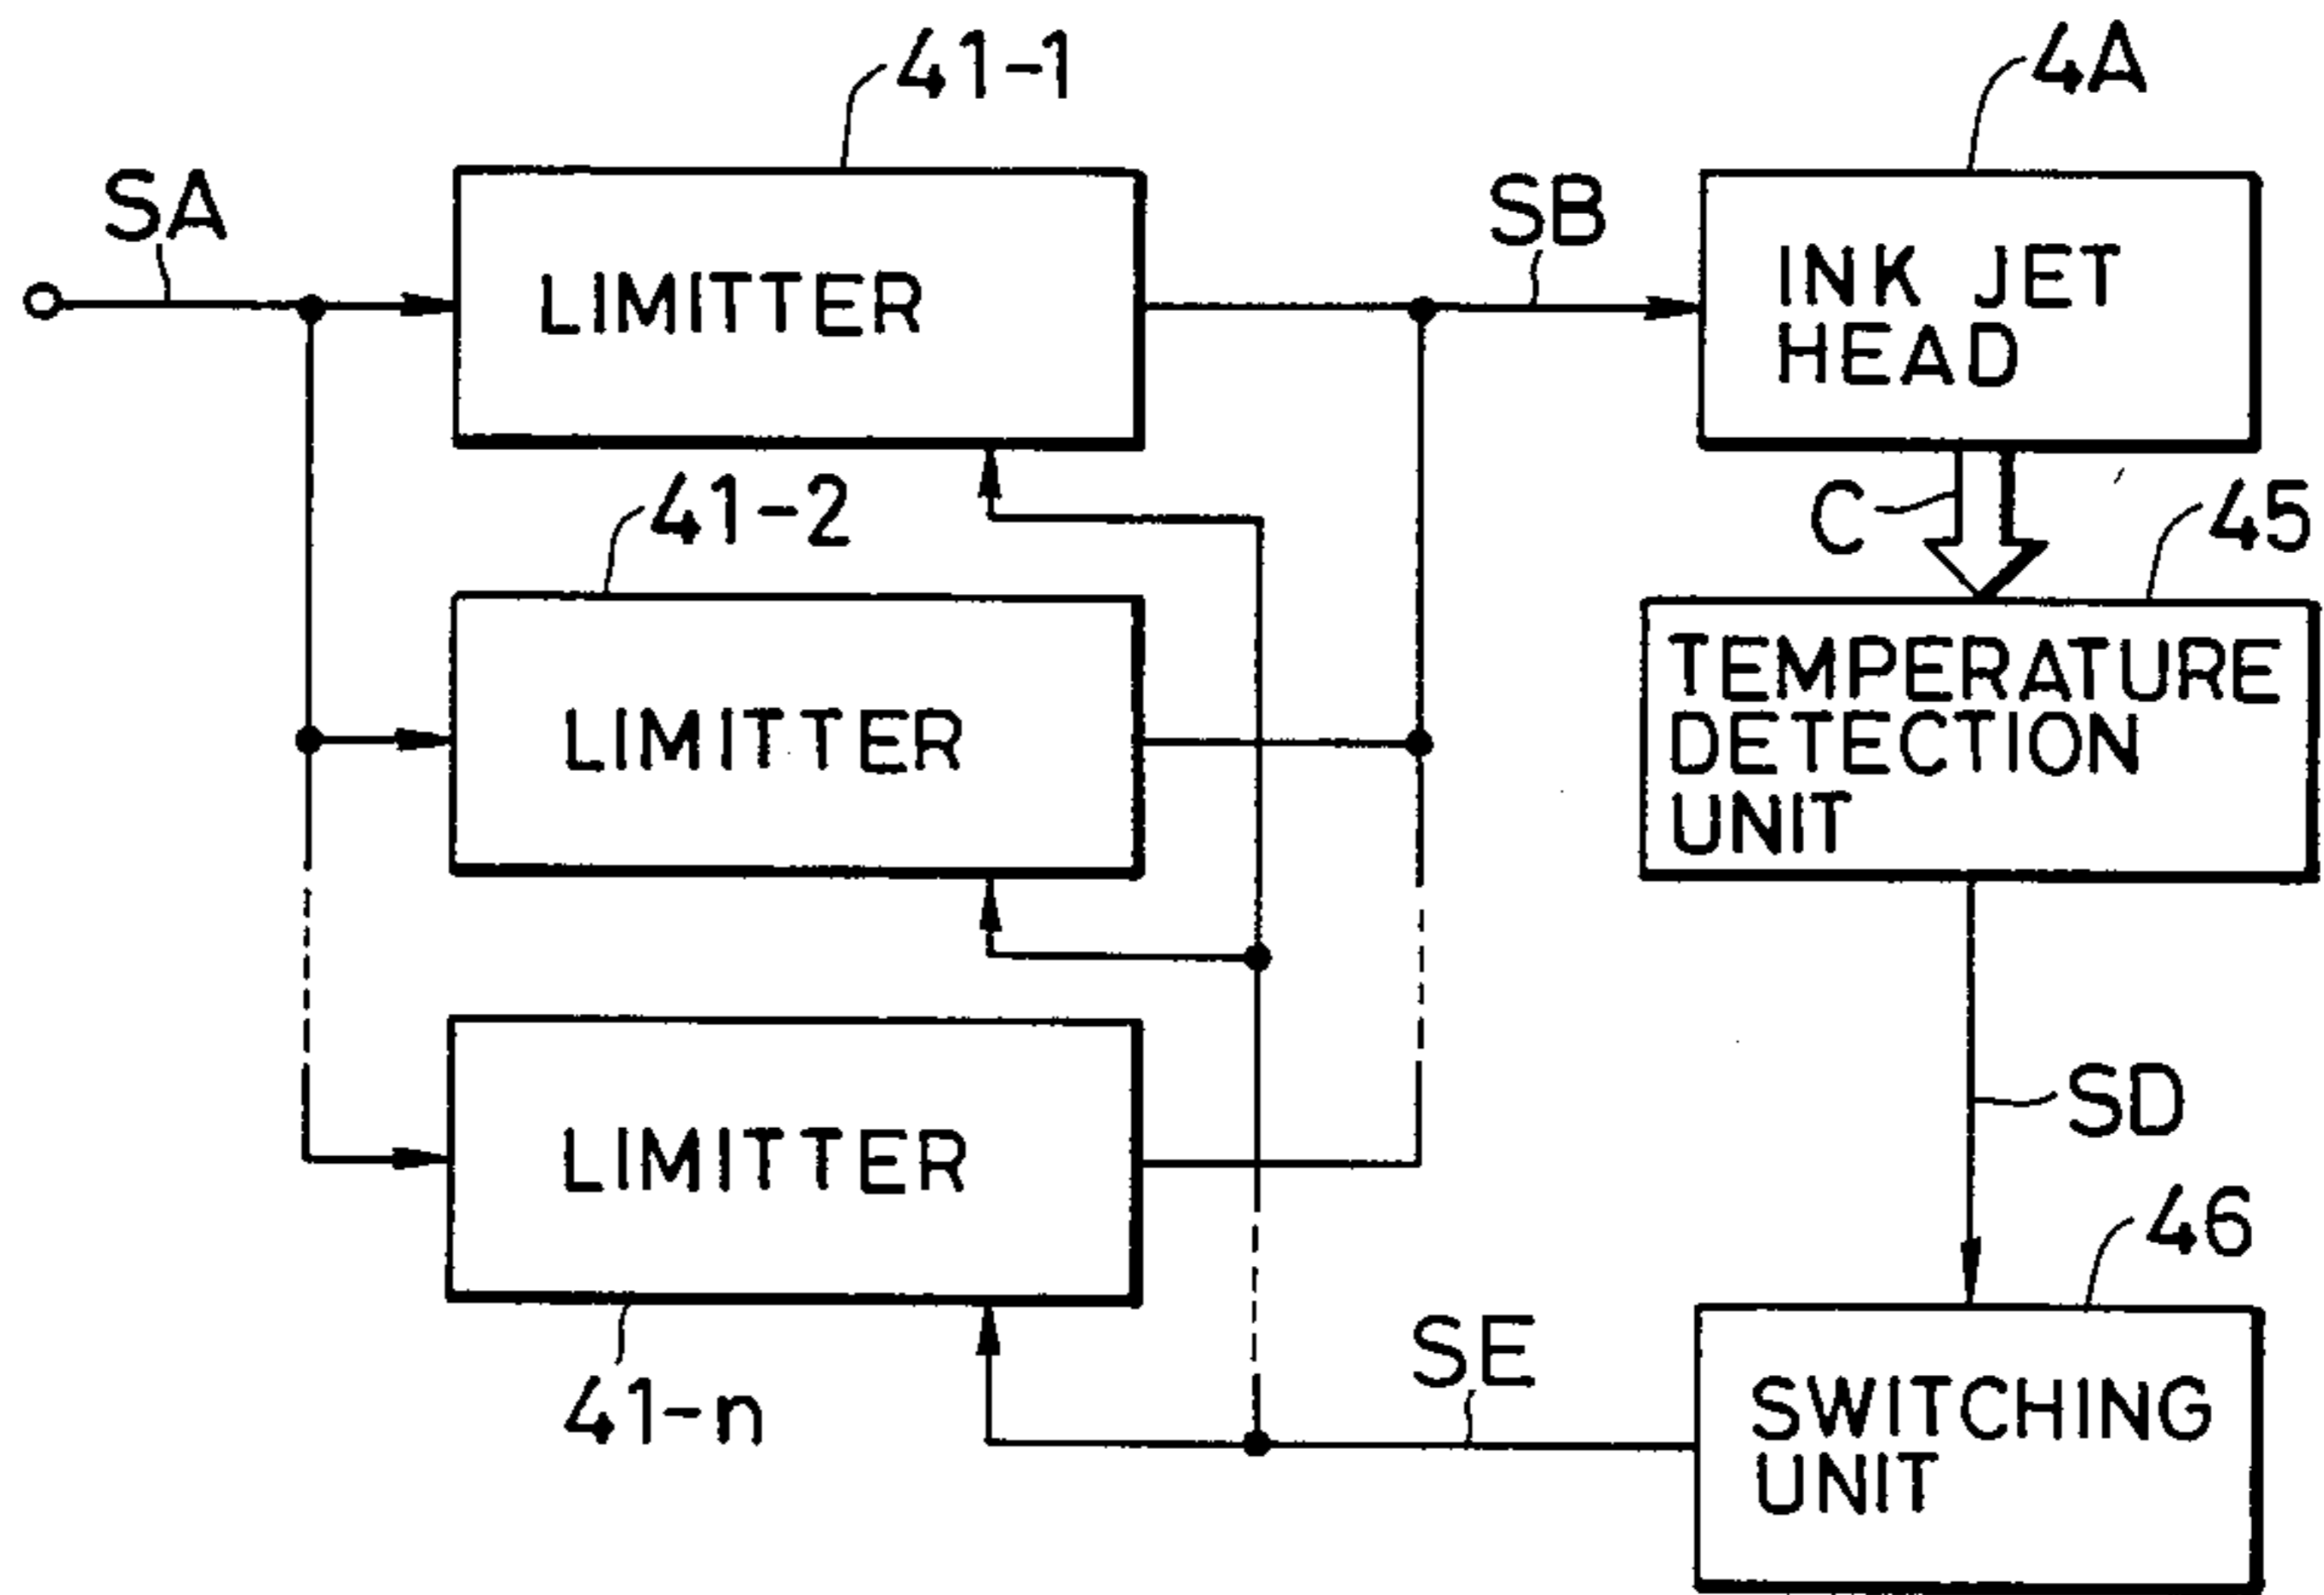 41-1
4A
SA
SB
LIMITTER
INK JET
HEAD
41-2
C
45
LIMITTER
TEMPERATURE
DETECTION
UNIT
LIMITTER
SD
46
41-n
SE
SWITCHING
UNIT